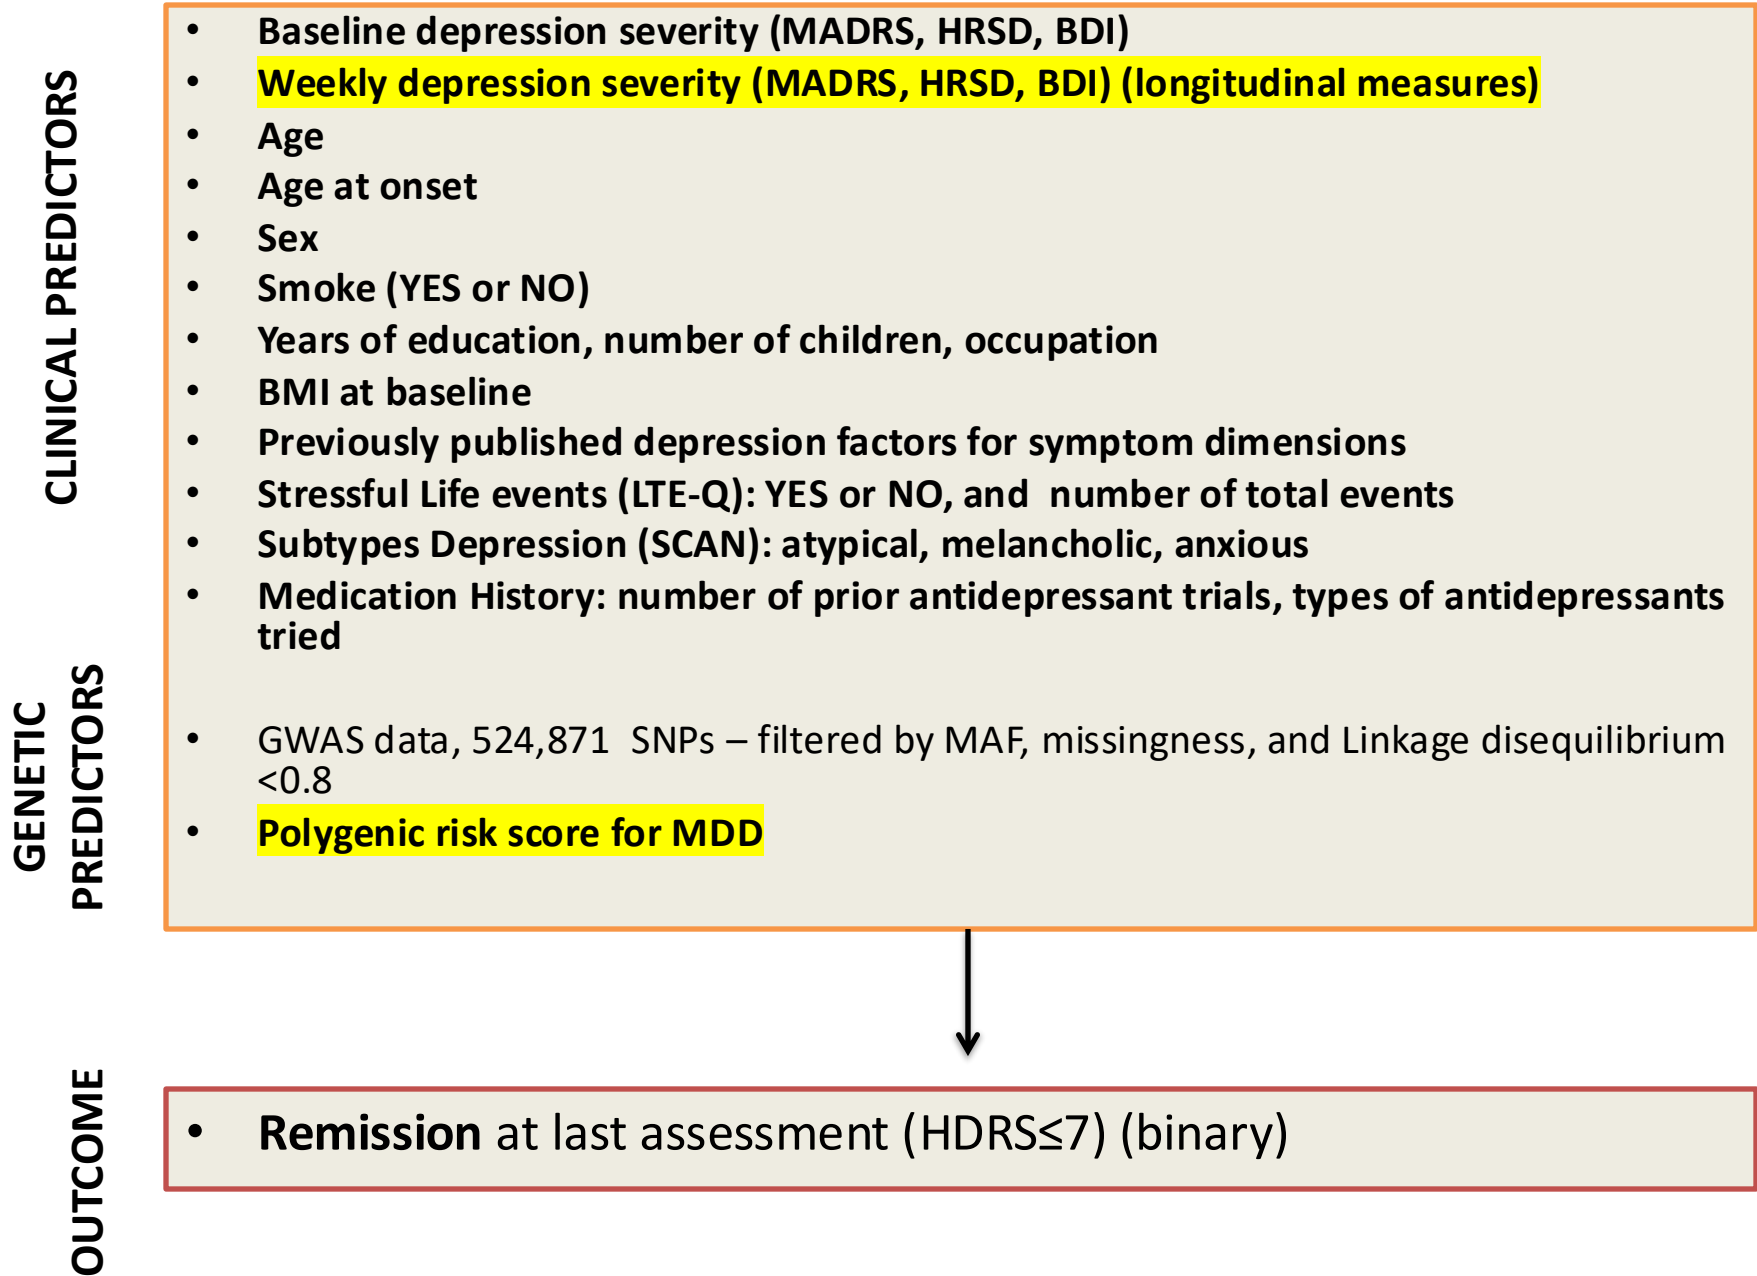 CLINICAL PREDICTORS
• Baseline depression severity (MADRS, HRSD, BDI)
• Weekly depression severity (MADRS, HRSD, BDI) (longitudinal measures)
• Age
• Age at onset
• Sex
• Smoke (YES or NO)
• Years of education, number of children, occupation
• BMI at baseline
• Previously published depression factors for symptom dimensions
• Stressful Life events (LTE-Q): YES or NO, and number of total events
• Subtypes Depression (SCAN): atypical, melancholic, anxious
• Medication History: number of prior antidepressant trials, types of antidepressants
tried
GENETIC
PREDICTORS
• GWAS data, 524,871 SNPs – filtered by MAF, missingness, and Linkage disequilibrium
<0.8
• Polygenic risk score for MDD
OUTCOME
• Remission at last assessment (HDRS≤7) (binary)